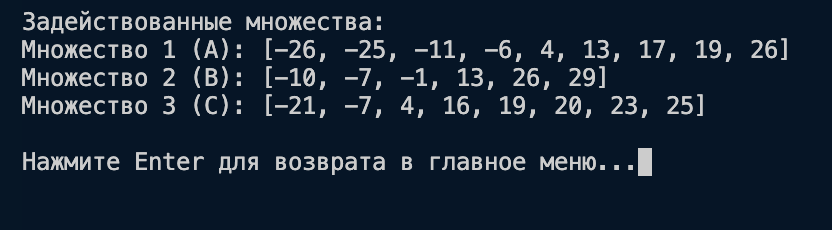 Задействованные множества:
Множество 1 (A): [-26, -25, -11, -6, 4, 13, 17, 19, 26]
Множество 2 (B): [-10, -7, -1, 13, 26, 29]
Множество 3 (C): [-21, -7, 4, 16, 19, 20, 23, 25]
Нажмите Enter для возврата в главное меню...